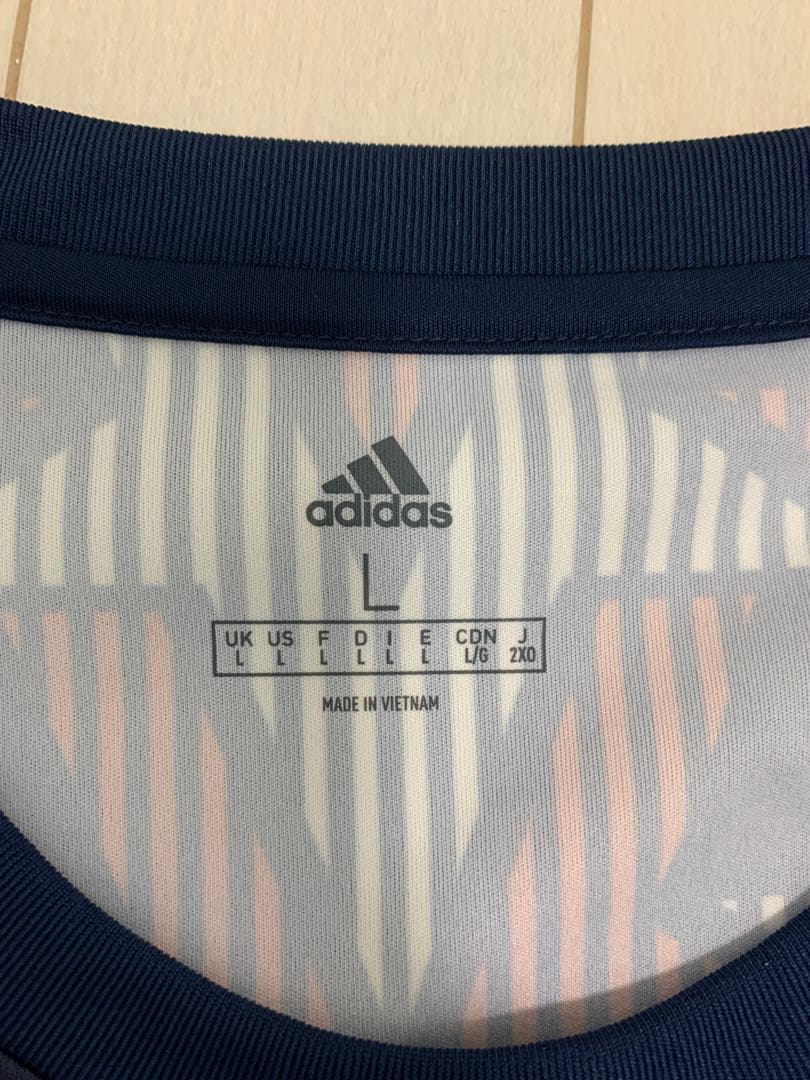 adidas
L
UK US F D I E CDN J
L L L L L L L/G 2XO
MADE IN VIETNAM